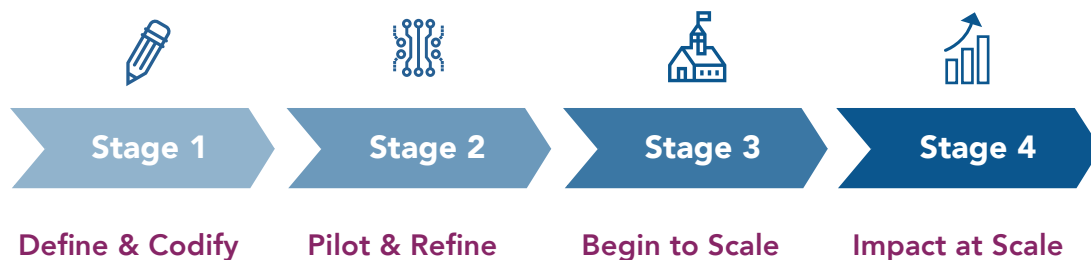 Stage 1
Stage 2
Stage 3
Stage 4
Define & Codify
Pilot & Refine
Begin to Scale
Impact at Scale